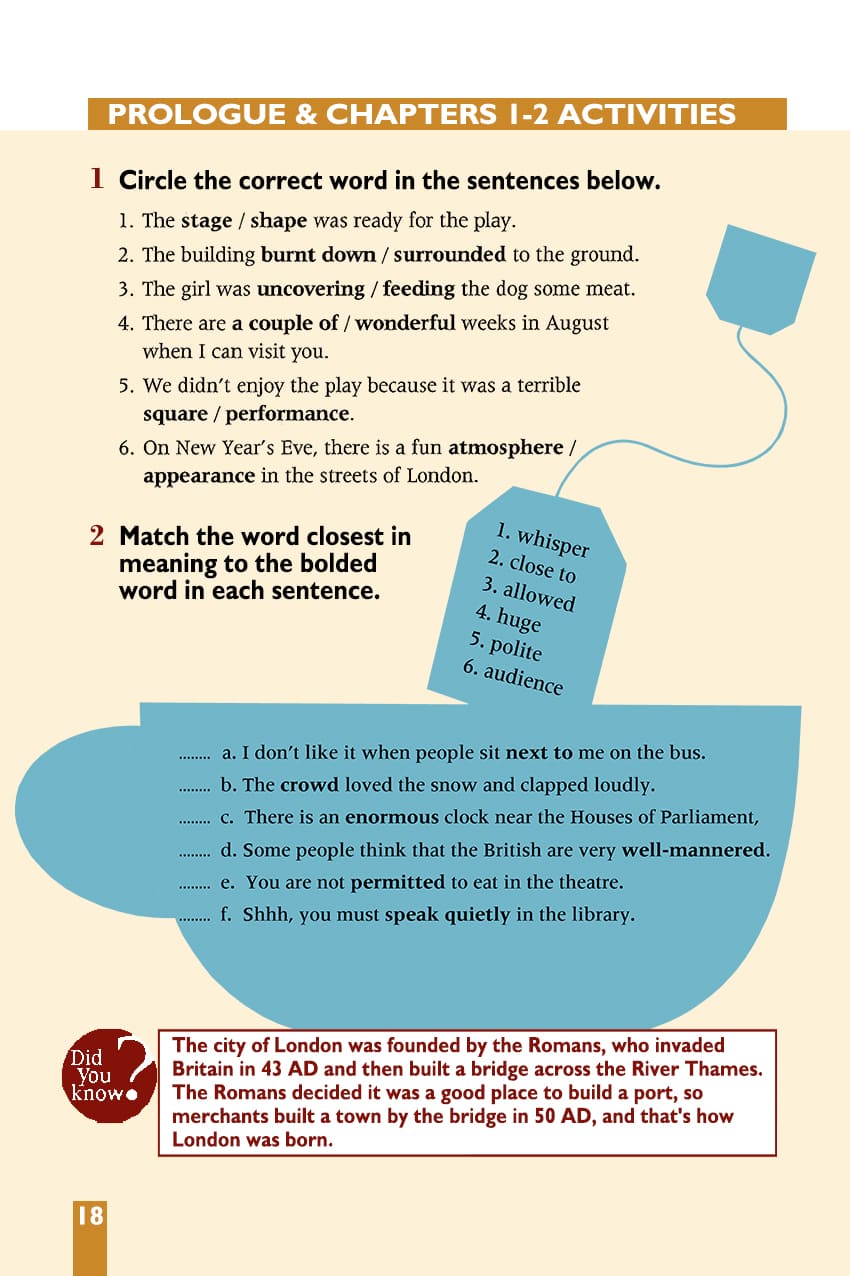 PROLOGUE & CHAPTERS 1-2 ACTIVITIES
1 Circle the correct word in the sentences below.
1. The stage / shape was ready for the play.
2. The building burnt down / surrounded to the ground.
3. The girl was uncovering / feeding the dog some meat.
4. There are a couple of / wonderful weeks in August
when I can visit you.
5. We didn't enjoy the play because it was a terrible
square / performance.
6. On New Year's Eve, there is a fun atmosphere /
appearance in the streets of London.
2 Match the word closest in
meaning to the bolded
word in each sentence.
1. whisper
2. close to
3. allowed
4. huge
5. polite
6. audience
........ a. I don't like it when people sit next to me on the bus.
........ b. The crowd loved the snow and clapped loudly.
........ c. There is an enormous clock near the Houses of Parliament,
........ d. Some people think that the British are very well-mannered.
........ e. You are not permitted to eat in the theatre.
........ f. Shhh, you must speak quietly in the library.
Did
You
know?
The city of London was founded by the Romans, who invaded
Britain in 43 AD and then built a bridge across the River Thames.
The Romans decided it was a good place to build a port, so
merchants built a town by the bridge in 50 AD, and that's how
London was born.
18